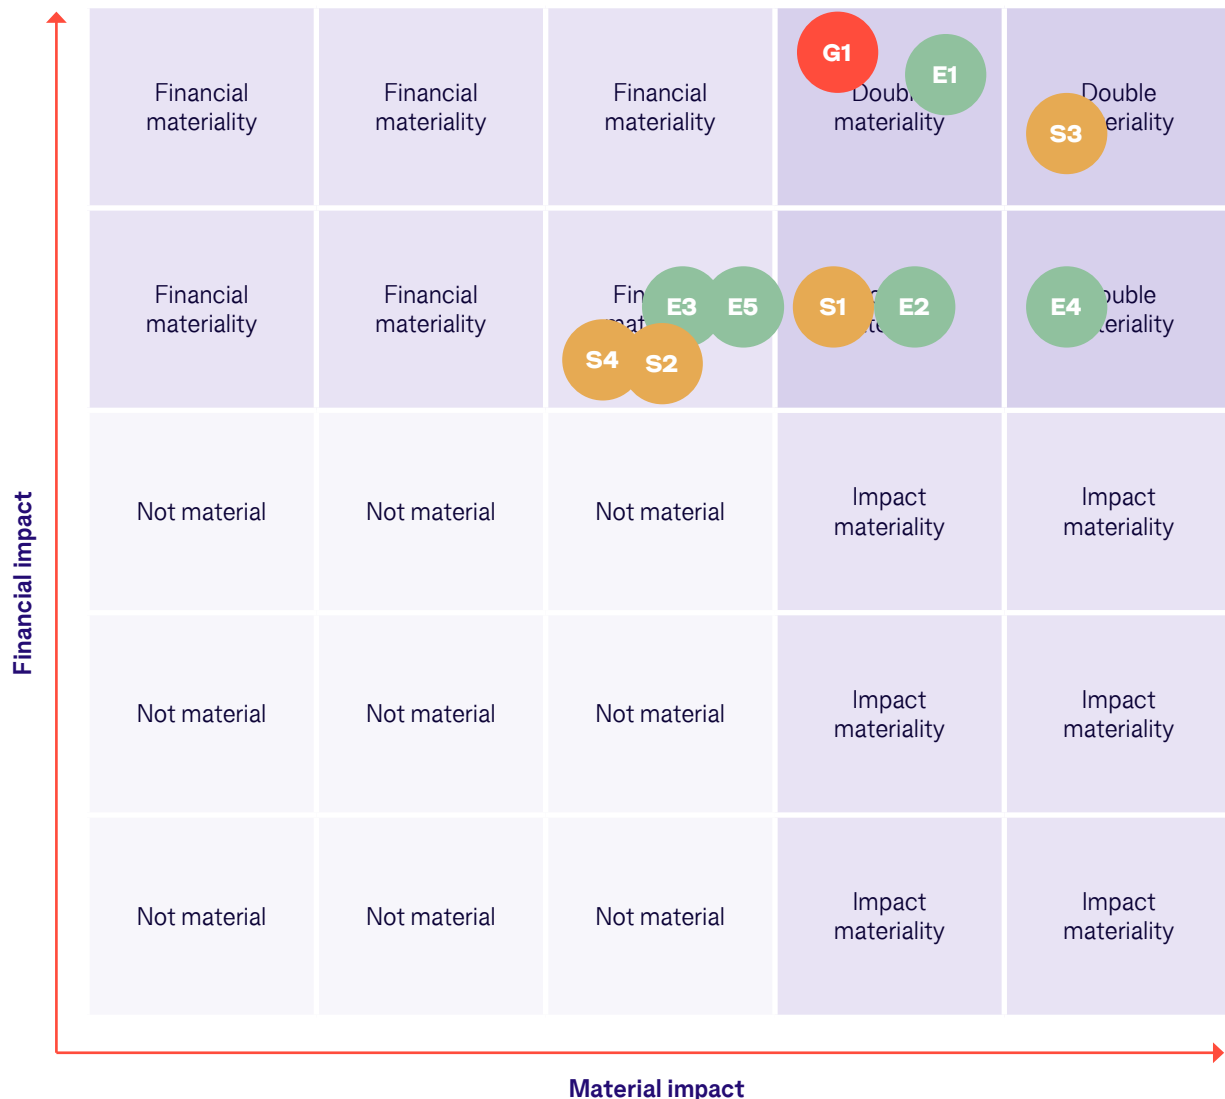 Financial
materiality
Financial
materiality
Financial
materiality
G1
E1
materiality
Double
S3
Financial
materiality
Financial
materiality
E3
E5
S4
S2
S1
E2
E4
Not material
Not material
Not material
Impact
materiality
Impact
materiality
Not material
Not material
Not material
Impact
materiality
Impact
materiality
Not material
Not material
Not material
Impact
materiality
Impact
materiality
Financial impact
Material impact